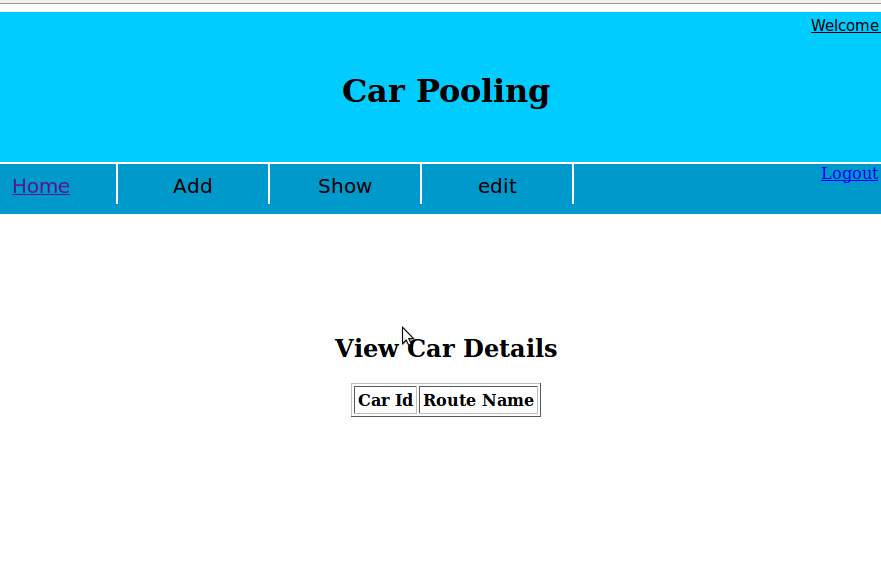 Welcome
Car Pooling
Home Add Show edit Logout
View Car Details
Car Id Route Name